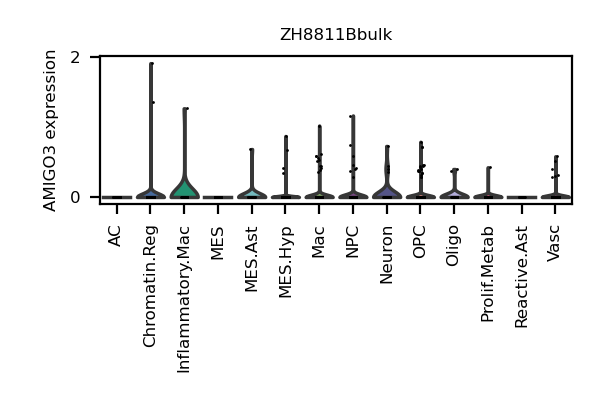 ZH8811Bbulk
AMIGO3 expression
2
0
AC
Chromatin.Reg
Inflammatory.Mac
MES
MES.Ast
MES.Hyp
Mac
NPC
Neuron
OPC
Oligo
Prolif.Metab
Reactive.Ast
Vasc